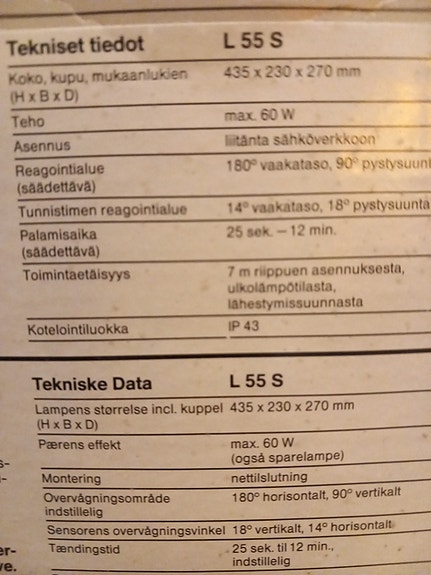 Tekniset tiedot L 55 S
Koko, kupu, mukaanlukien 435 x 230 x 270 mm
(H x B x D)
Teho max. 60 W
Asennus liitäntä sähköverkkoon
Reagointialue 180° vaakataso, 90° pystysuunt
(säädettävä)
Tunnistimen reagointialue 14° vaakataso, 18° pystysuunta
Palamisaika 25 sek. – 12 min.
(säädettävä)
Toimintaetäisyys 7 m riippuen asennuksesta,
ulkolämpötilasta,
lähestymissuunnasta
Kotelointiluokka IP 43
Tekniske Data L 55 S
Lampens størrelse incl. kuppel 435 x 230 x 270 mm
(H x B x D)
Pærens effekt max. 60 W
(også sparelampe)
Montering nettilslutning
Overvågningsområde 180° horisontalt, 90° vertikalt
indstillelig
Sensorens overvågningsvinkel 18° vertikalt, 14° horisontalt
Tændingstid 25 sek. til 12 min.,
indstillelig